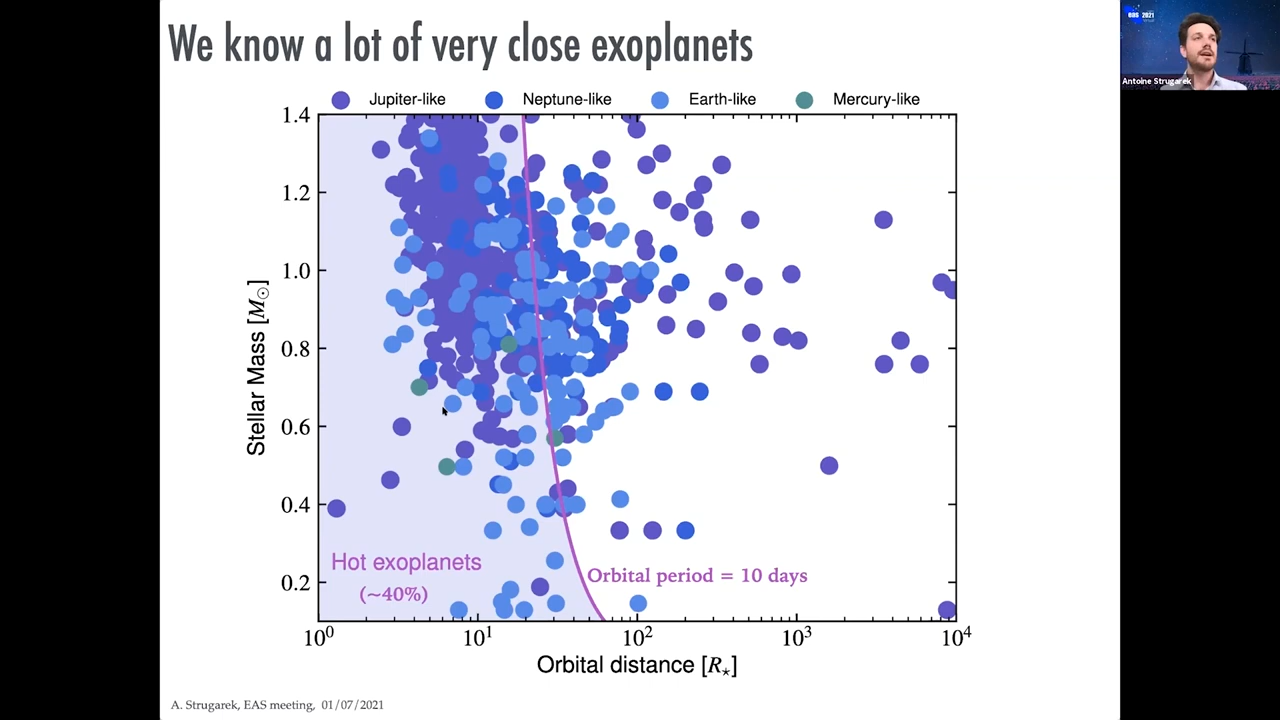 We know a lot of very close exoplanets
eas 2021
Antoine Strugarek
Jupiter-like Neptune-like Earth-like Mercury-like
1.4
1.2
1.0
0.8
0.6
0.4
0.2
Stellar Mass [M☉]
Hot exoplanets
(~40%)
Orbital period = 10 days
10⁰ 10¹ 10² 10³ 10⁴
Orbital distance [R⋆]
A. Strugarek, EAS meeting, 01/07/2021